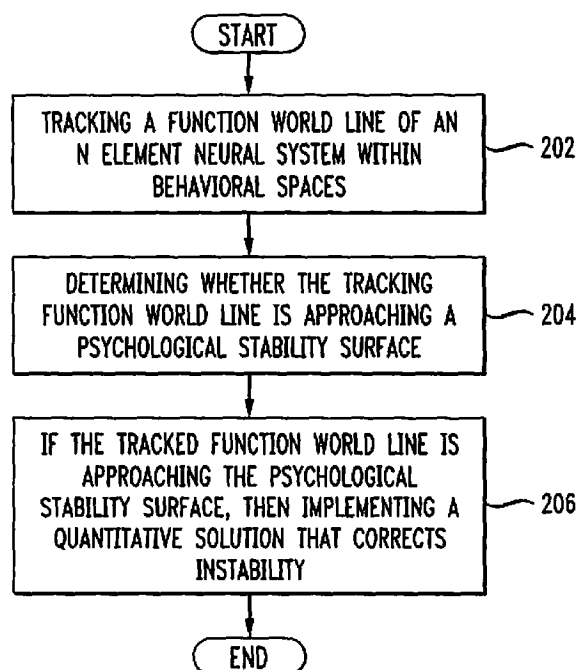 START
TRACKING A FUNCTION WORLD LINE OF AN
N ELEMENT NEURAL SYSTEM WITHIN
BEHAVIORAL SPACES
202
DETERMINING WHETHER THE TRACKING
FUNCTION WORLD LINE IS APPROACHING A
PSYCHOLOGICAL STABILITY SURFACE
204
IF THE TRACKED FUNCTION WORLD LINE IS
APPROACHING THE PSYCHOLOGICAL
STABILITY SURFACE, THEN IMPLEMENTING A
QUANTITATIVE SOLUTION THAT CORRECTS
INSTABILITY
206
END